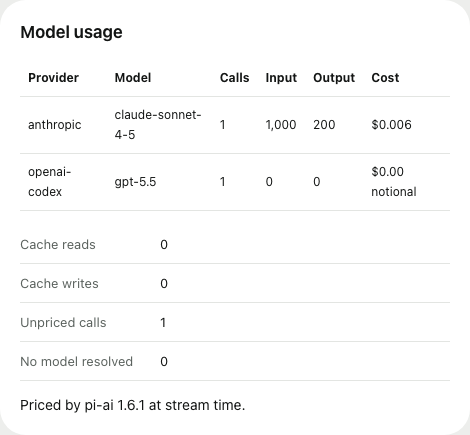 Model usage
Provider Model Calls Input Output Cost
anthropic claude-sonnet-4-5 1 1,000 200 $0.006
openai-codex gpt-5.5 1 0 0 $0.00 notional
Cache reads 0
Cache writes 0
Unpriced calls 1
No model resolved 0
Priced by pi-ai 1.6.1 at stream time.